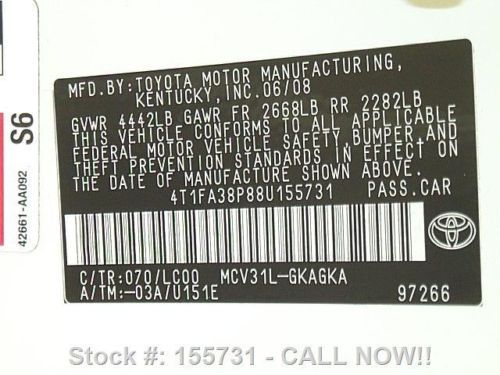 MFD. BY: TOYOTA MOTOR MANUFACTURING,
KENTUCKY, INC. 06/08
GVWR 4442LB GAWR FR 2668LB RR 2282LB
THIS VEHICLE CONFORMS TO ALL APPLICABLE
FEDERAL MOTOR VEHICLE SAFETY, BUMPER, AND
THEFT PREVENTION STANDARDS IN EFFECT ON
THE DATE OF MANUFACTURE SHOWN ABOVE.
4T1FA38P88U155731 PASS. CAR
C/TR: 070/LC00 MCV31L-GKAGKA
A/TM: -03A/U151E 97266
TOYOTA
S6
42661-AA092
Stock #: 155731 - CALL NOW!!